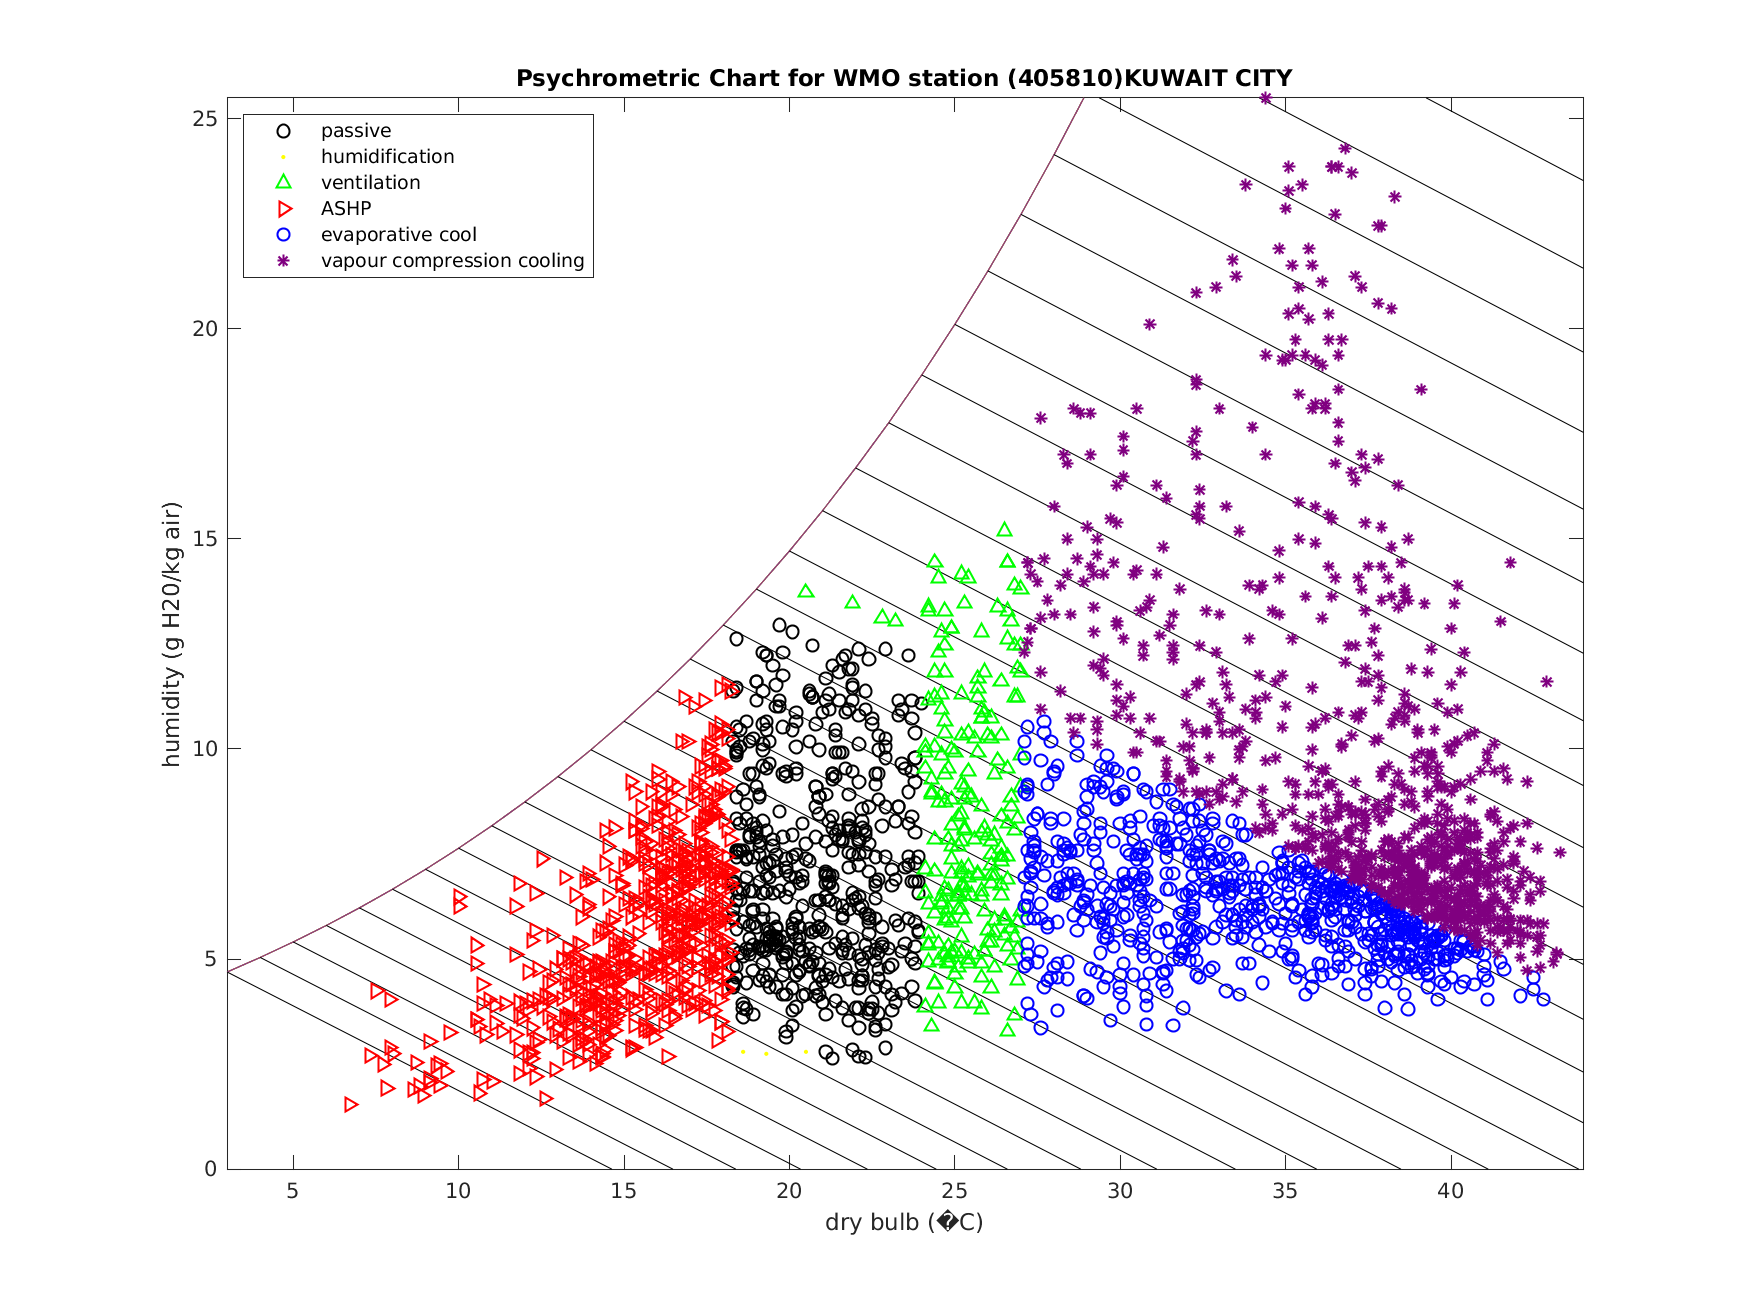 Psychrometric Chart for WMO station (405810)KUWAIT CITY
passive
humidification
ventilation
ASHP
evaporative cool
vapour compression cooling
humidity (g H20/kg air)
25
20
15
10
5
0
5 10 15 20 25 30 35 40
dry bulb (�C)